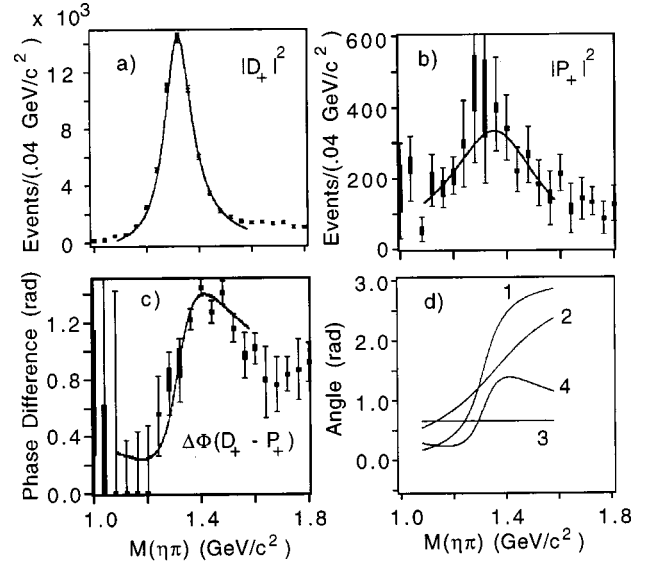 x 10³
a) |D₊|²
Events/(.04 GeV/c²)
12
8
4
0
b) |P₊|²
Events/(.04 GeV/c²)
600
400
200
0
c)
Phase Difference (rad)
1.2
0.8
0.4
0.0
ΔΦ(D₊ - P₊)
1.0 1.4 1.8
M(ηπ) (GeV/c²)
d)
Angle (rad)
3.0
2.0
1.0
0.0
1
2
4
3
1.0 1.4 1.8
M(ηπ) (GeV/c²)